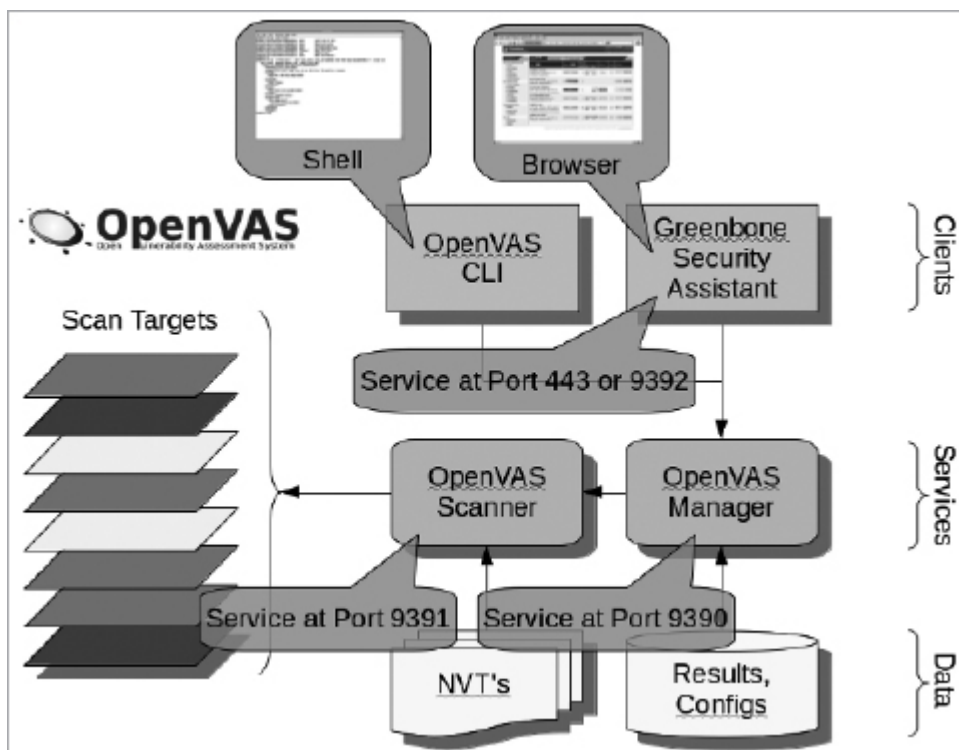 Shell
Browser
OpenVAS
Open Vulnerability Assessment System
OpenVAS
CLI
Greenbone
Security
Assistant
Clients
Scan Targets
Service at Port 443 or 9392
OpenVAS
Scanner
OpenVAS
Manager
Services
Service at Port 9391
Service at Port 9390
NVT's
Results,
Configs
Data